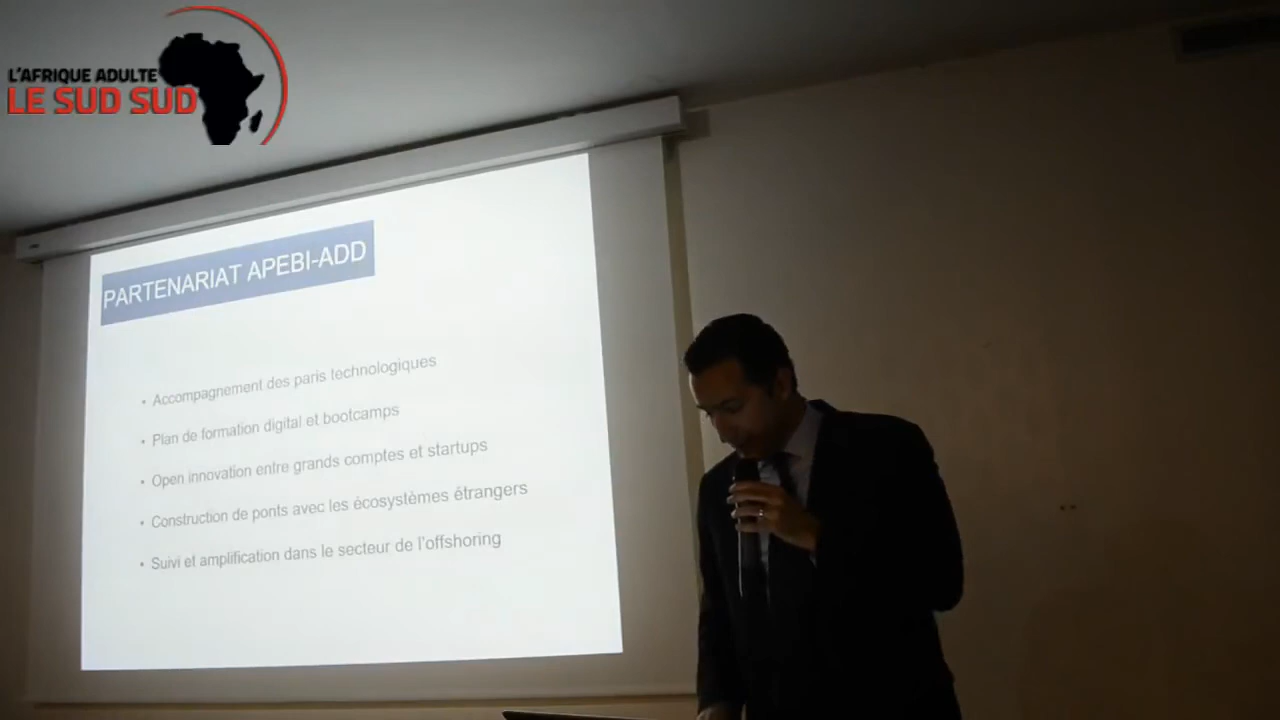 L'AFRIQUE ADULTE
LE SUD SUD
PARTENARIAT APEBI-ADD
• Accompagnement des paris technologiques
• Plan de formation digital et bootcamps
• Open innovation entre grands comptes et startups
• Construction de ponts avec les écosystèmes étrangers
• Suivi et amplification dans le secteur de l'offshoring